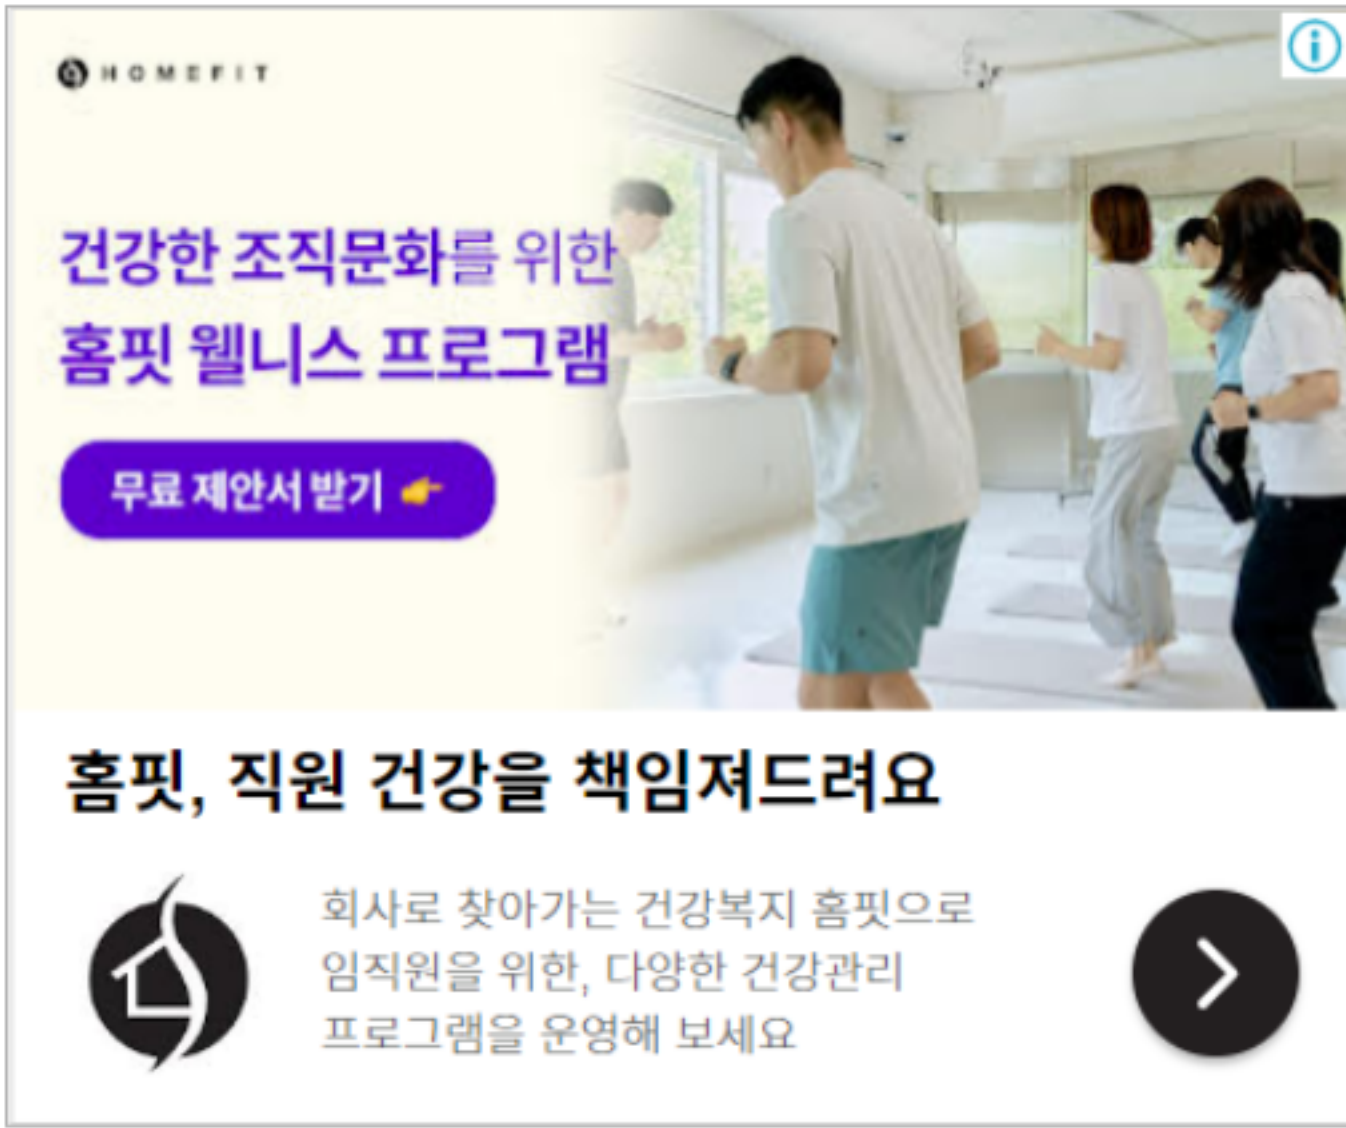 HOMEFIT
건강한 조직문화를 위한
홈핏 웰니스 프로그램
무료 제안서 받기 👉
홈핏, 직원 건강을 책임져드려요
회사로 찾아가는 건강복지 홈핏으로
임직원을 위한, 다양한 건강관리
프로그램을 운영해 보세요